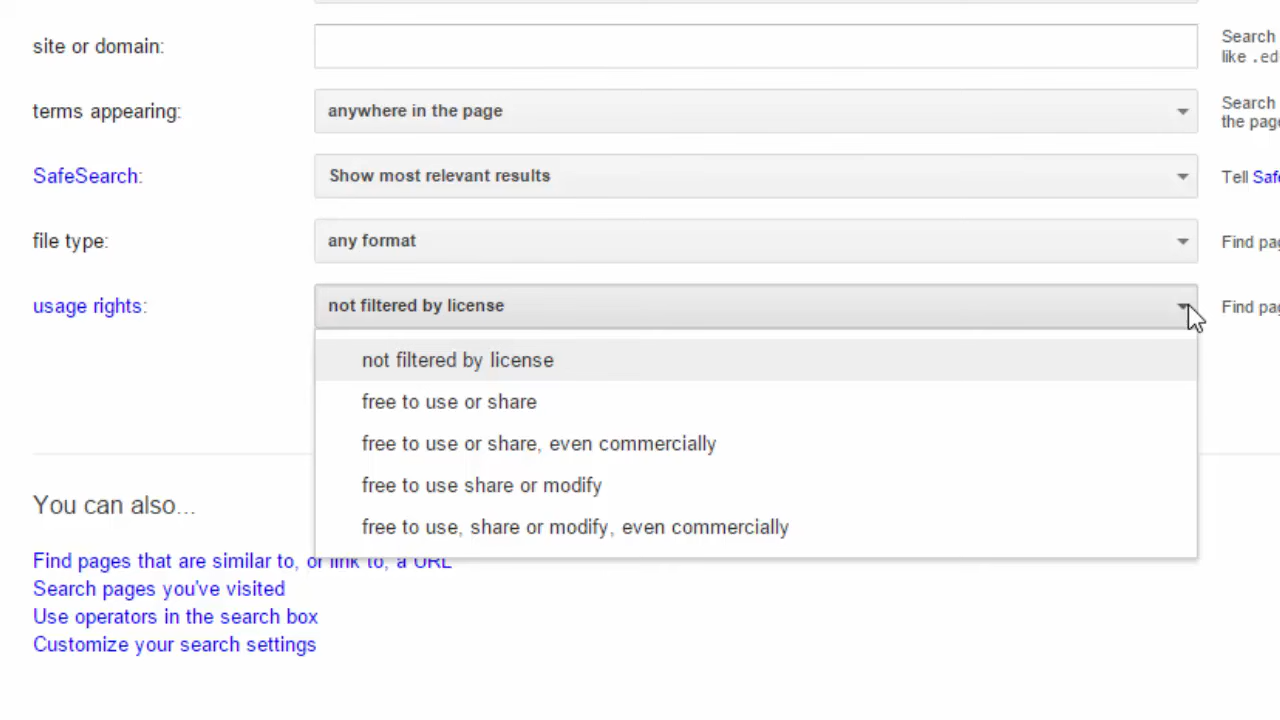 site or domain:
Search
like .ed
terms appearing:
anywhere in the page
Search
the page
SafeSearch:
Show most relevant results
Tell Safe
file type:
any format
Find pag
usage rights:
not filtered by license
Find pag
not filtered by license
free to use or share
free to use or share, even commercially
free to use share or modify
free to use, share or modify, even commercially
You can also...
Find pages that are similar to, or link to, a URL
Search pages you've visited
Use operators in the search box
Customize your search settings